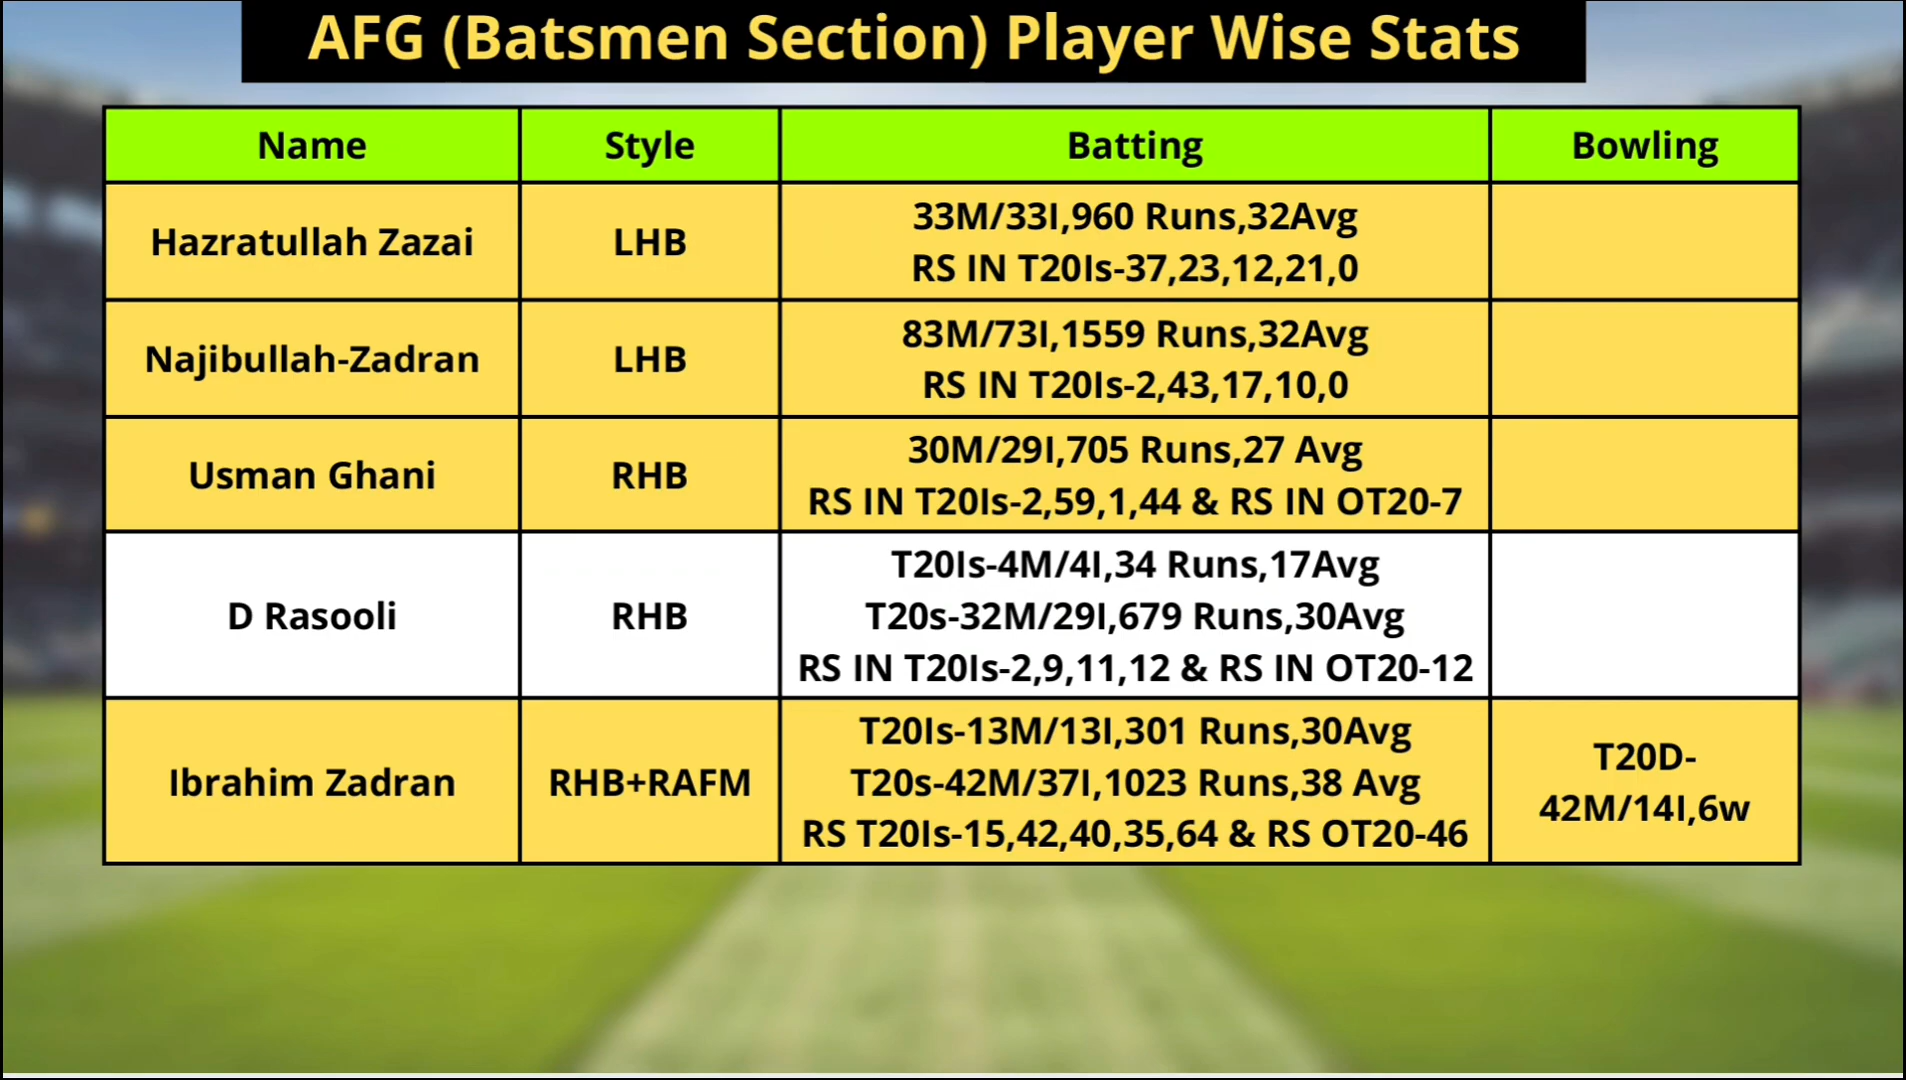 AFG (Batsmen Section) Player Wise Stats
Name Style Batting Bowling
Hazratullah Zazai LHB 33M/33I,960 Runs,32Avg
RS IN T20Is-37,23,12,21,0
Najibullah-Zadran LHB 83M/73I,1559 Runs,32Avg
RS IN T20Is-2,43,17,10,0
Usman Ghani RHB 30M/29I,705 Runs,27 Avg
RS IN T20Is-2,59,1,44 & RS IN OT20-7
D Rasooli RHB T20Is-4M/4I,34 Runs,17Avg
T20s-32M/29I,679 Runs,30Avg
RS IN T20Is-2,9,11,12 & RS IN OT20-12
Ibrahim Zadran RHB+RAFM T20Is-13M/13I,301 Runs,30Avg
T20s-42M/37I,1023 Runs,38 Avg
RS T20Is-15,42,40,35,64 & RS OT20-46
T20D-
42M/14I,6w